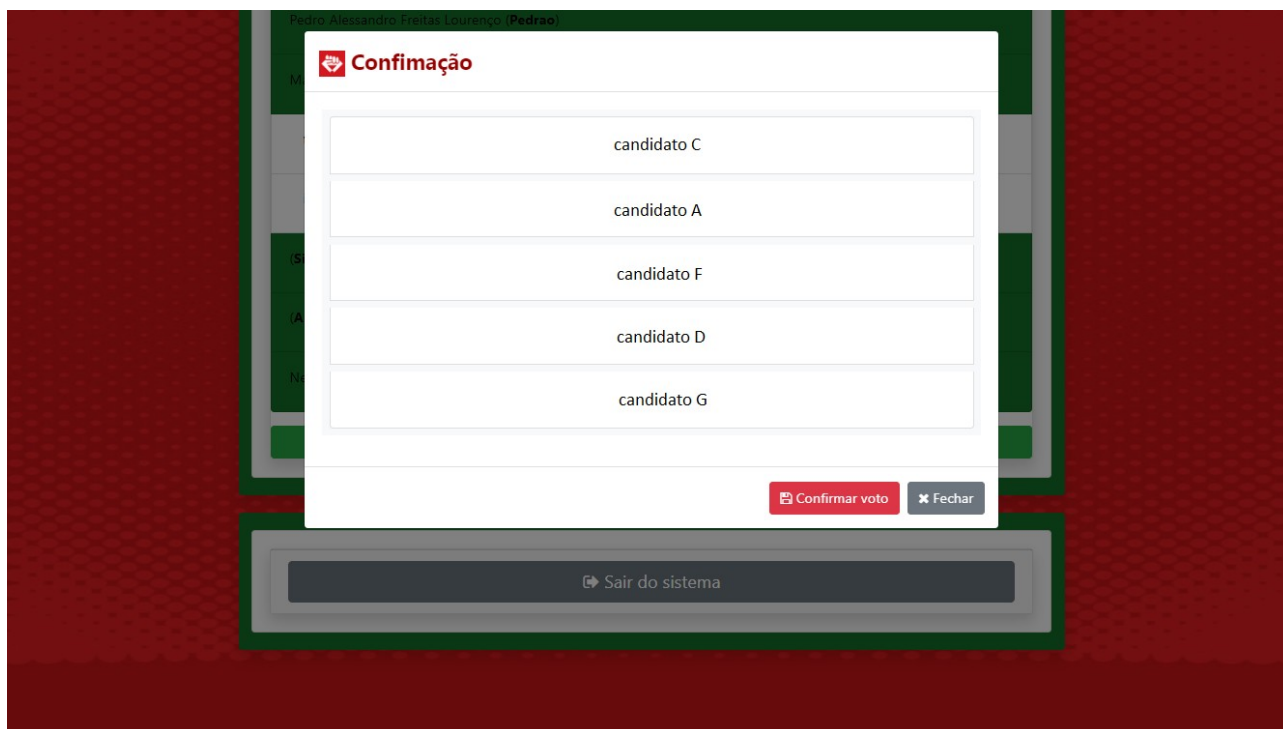 Pedro Alessandro Freitas Lourenço (Pedrao)
Confimação
candidato C
candidato A
candidato F
candidato D
candidato G
Confirmar voto
Fechar
Sair do sistema